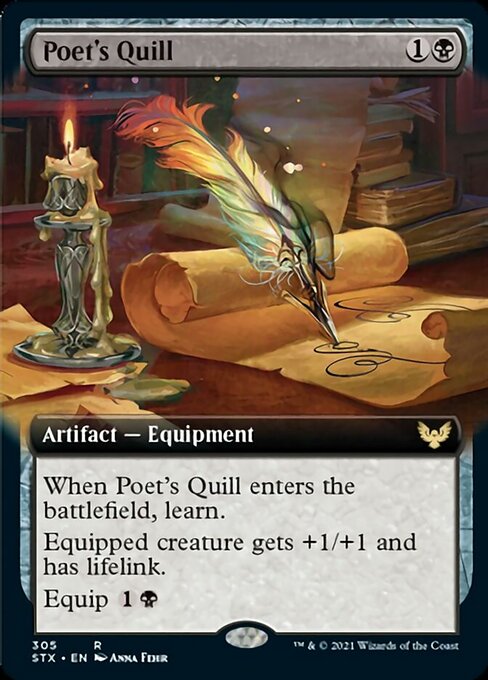 Poet's Quill 1
Artifact — Equipment
When Poet's Quill enters the
battlefield, learn.
Equipped creature gets +1/+1 and
has lifelink.
Equip 1
305 R
STX • EN Anna Fehr
™ & © 2021 Wizards of the Coast